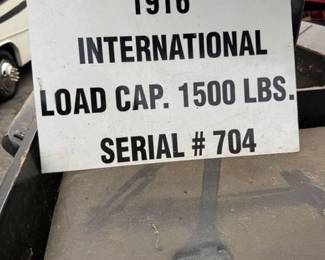 1916
INTERNATIONAL
LOAD CAP. 1500 LBS.
SERIAL # 704